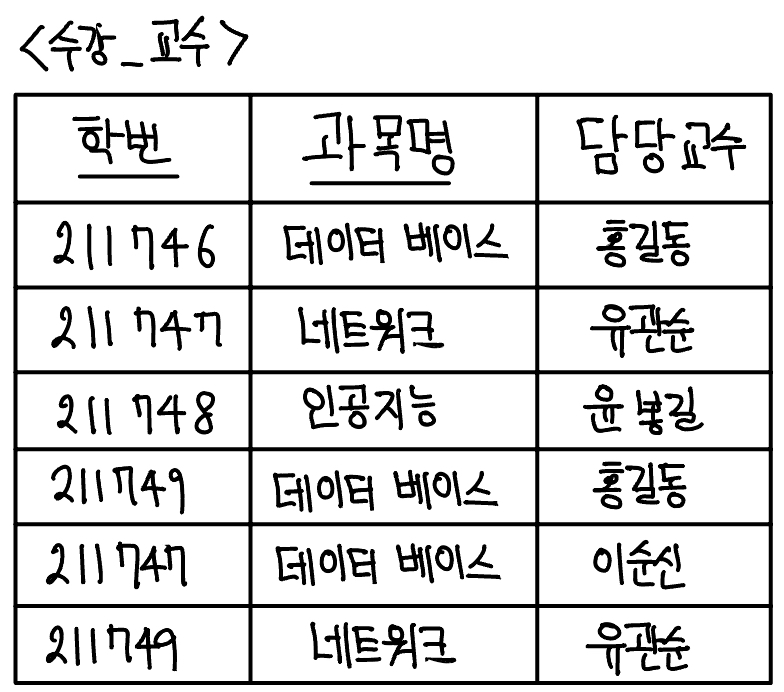 <수강_교수>
학번 과목명 담당교수
211746 데이터 베이스 홍길동
211747 네트워크 유관순
211748 인공지능 윤봉길
211749 데이터 베이스 홍길동
211747 데이터 베이스 이순신
211749 네트워크 유관순